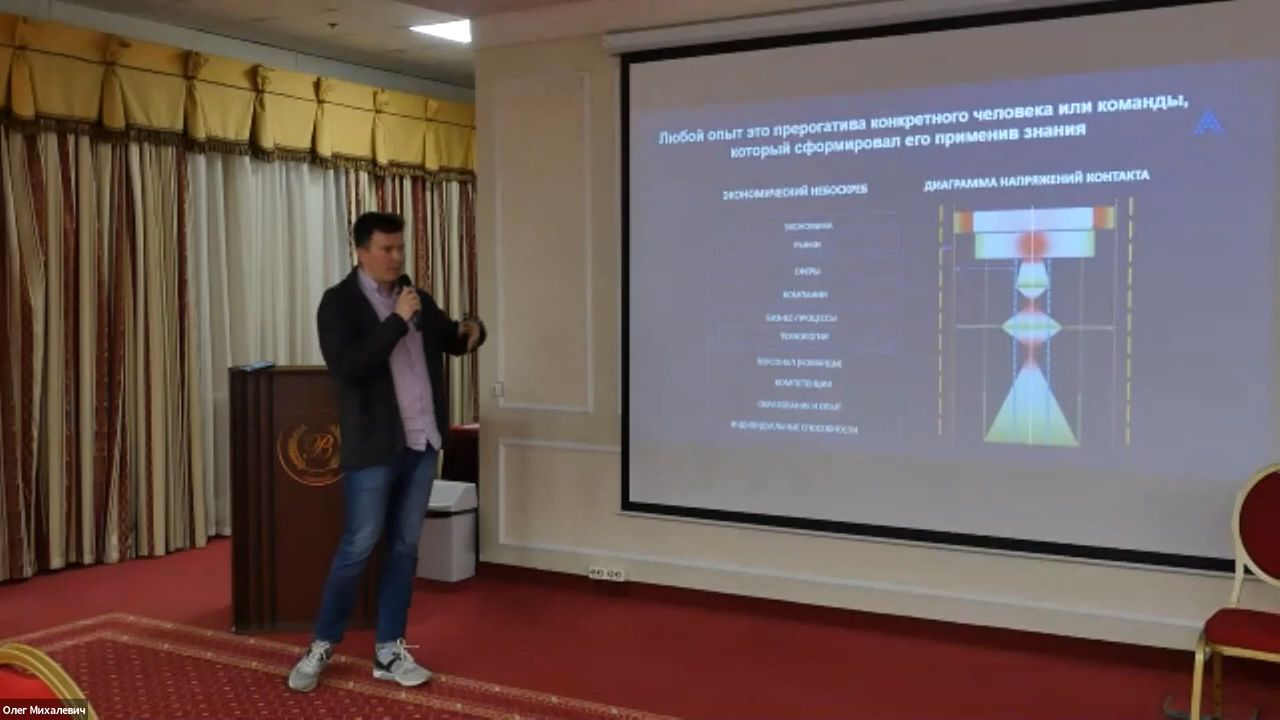 Любой опыт это прерогатива конкретного человека или команды,
который сформировал его применив знания
ЭКОНОМИЧЕСКИЙ НЕБОСКРЕБ
ДИАГРАММА НАПРЯЖЕНИЙ КОНТАКТА
ЭКОНОМИКА
РЫНКИ
СФЕРЫ
КОМПАНИИ
БИЗНЕС-ПРОЦЕССЫ
ТЕХНОЛОГИИ
ПЕРСОНАЛ (КОМАНДЫ)
КОМПЕТЕНЦИИ
ОБРАЗОВАНИЕ И ОПЫТ
ИНДИВИДУАЛЬНЫЕ СПОСОБНОСТИ
Олег Михалевич